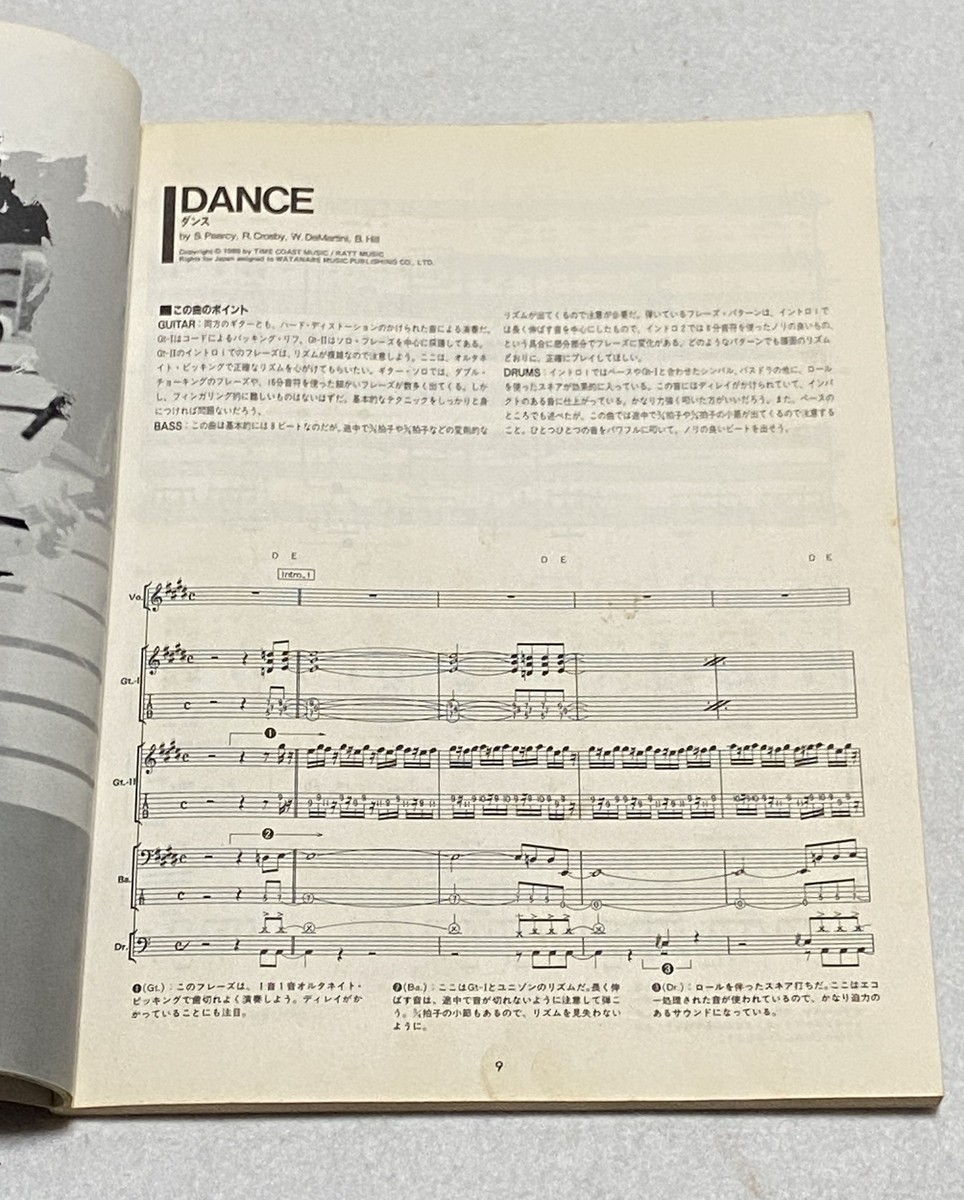 DANCE
ダンス
by S. Pearcy, R. Crosby, W. DeMartini, B. Hill
Copyright © 1986 by TIME COAST MUSIC / RATT MUSIC
Rights for Japan assigned to WATANABE MUSIC PUBLISHING CO., LTD.
■この曲のポイント
GUITAR：両方のギターとも、ハード・ディストーションのかけられた音による演奏だ。
Gt-Iはコードによるバッキング・リフ、Gt-IIはソロ・フレーズを中心に採譜してある。
Gt-IIのイントロ1でのフレーズは、リズムが複雑なので注意しよう。ここは、オルタネ
イト・ピッキングで正確なリズムを心がけてもらいたい。ギター・ソロでは、ダブル・
チョーキングのフレーズや、16分音符を使った細かいフレーズが数多く出てくる。しか
し、フィンガリング的に難しいものはないはずだ。基本的なテクニックをしっかりと身
につければ問題ないだろう。
BASS：この曲は基本的には8ビートなのだが、途中で拍子や拍子などの変則的な
リズムが出てくるので注意が必要だ。弾いているフレーズ・パターンは、イントロ1で
は長く伸ばす音を中心にしたもので、イントロ2では8分音符を使ったノリの良いもの、
という具合に部分部分でフレーズに変化がある。どのようなパターンでも譜面のリズム
どおりに、正確にプレイしてほしい。
DRUMS：イントロ1ではベースやGt-Iと合わせたシンバル、バスドラの他に、ロール
を使ったスネアが効果的に入っている。この音にはディレイがかけられていて、インパ
クトのある音に仕上がっている。かなり力強く叩いた方がいいだろう。また、ベースの
ところでも述べたが、この曲では途中で拍子や拍子の小節が出てくるので注意する
こと。ひとつひとつの音をパワフルに叩いて、ノリの良いビートを出そう。
D E D E D E
Intro. 1
Vo.
Gt.-I
❶
Gt.-II
❷
Ba.
Dr.
❸
❶(Gt.)：このフレーズは、1音1音オルタネイト・
ピッキングで歯切れよく演奏しよう。ディレイがか
かっていることにも注目。
❷(Ba.)：ここはGt-Iとユニゾンのリズムだ。長く伸
ばす音は、途中で音が切れないように注意して弾こ
う。拍子の小節もあるので、リズムを見失わない
ように。
❸(Dr.)：ロールを伴ったスネア打ちだ。ここはエコ
ー処理された音が使われているので、かなり迫力の
あるサウンドになっている。
9